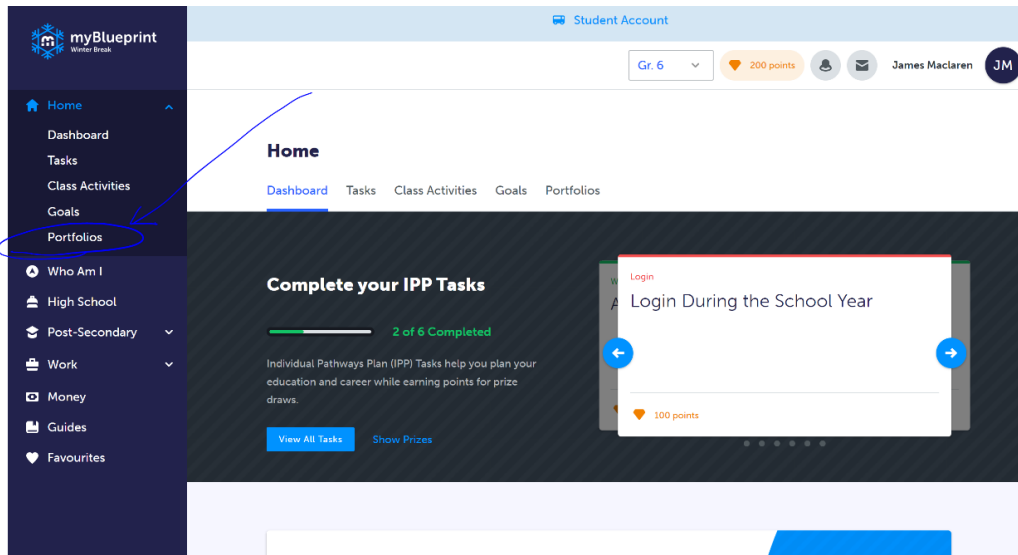 myBlueprint
Winter Break
Student Account
Gr. 6
200 points
James Maclaren
JM
Home
Dashboard
Tasks
Class Activities
Goals
Portfolios
Who Am I
High School
Post-Secondary
Work
Money
Guides
Favourites
Home
Dashboard Tasks Class Activities Goals Portfolios
Complete your IPP Tasks
2 of 6 Completed
Individual Pathways Plan (IPP) Tasks help you plan your
education and career while earning points for prize
draws.
View All Tasks Show Prizes
W
A
Login
Login During the School Year
100 points